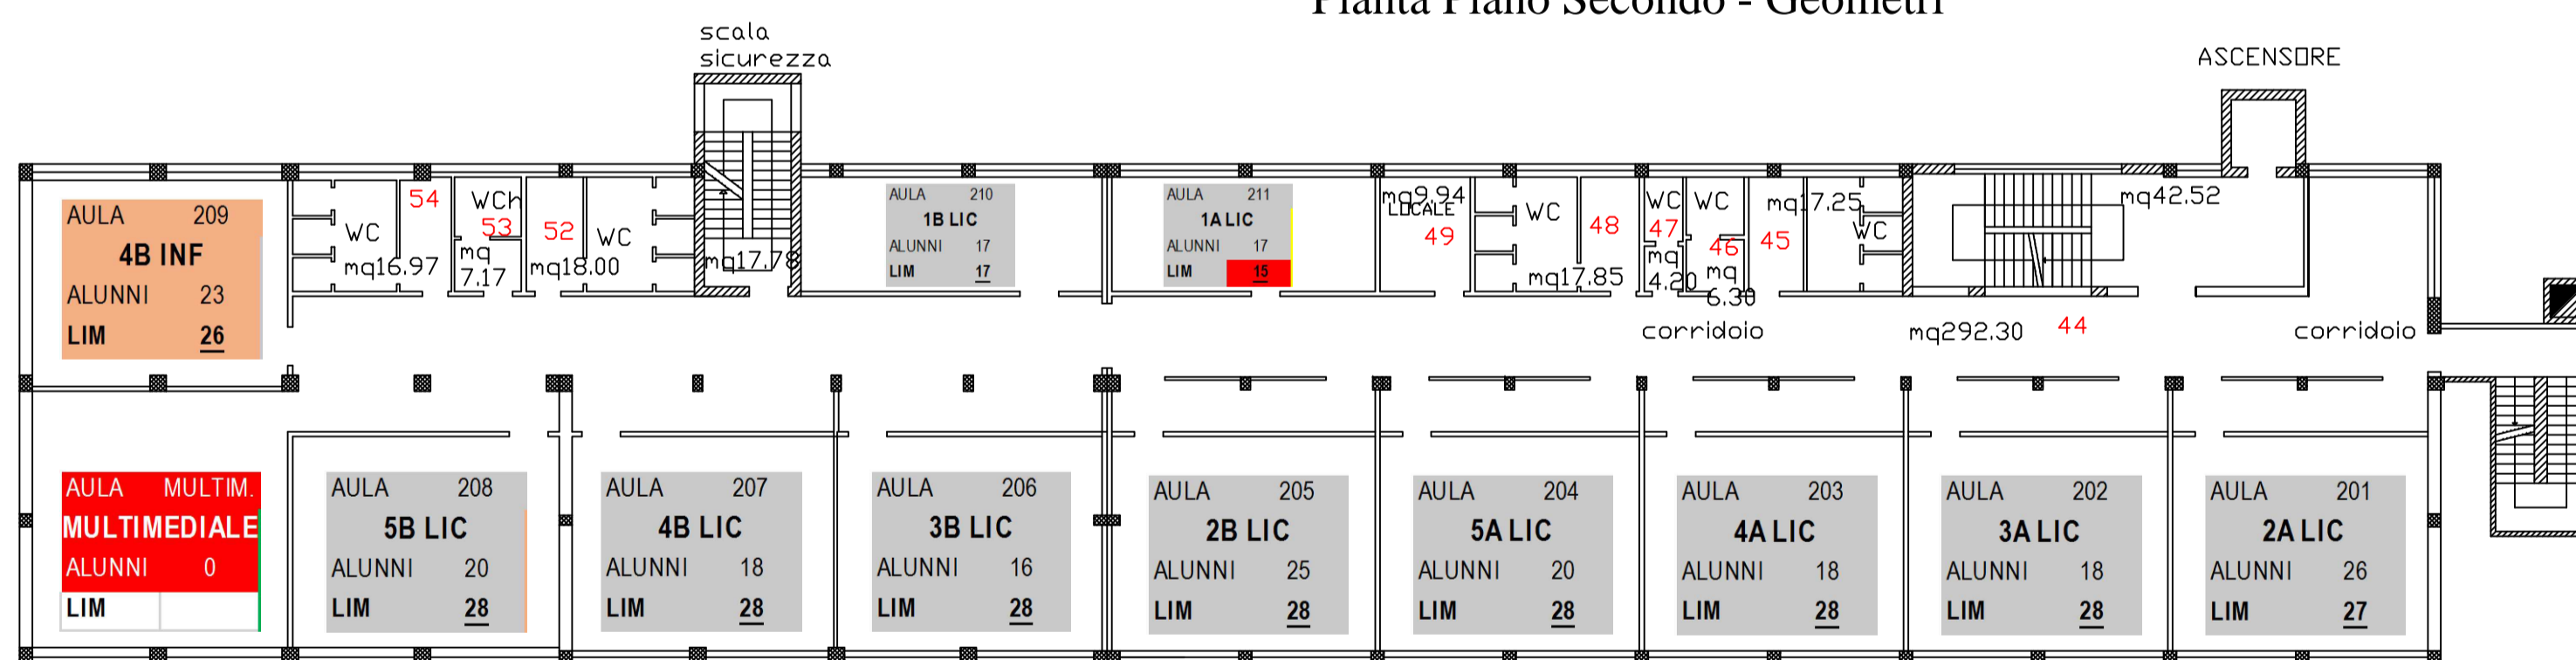 Pianta Piano Secondo - Geometri
scala
sicurezza
ASCENSORE
AULA 209
4B INF
ALUNNI 23
LIM 26
WC
mq16.97
54
WCh
53
mq
7.17
52
mq18.00
WC
mq17.78
AULA 210
1B LIC
ALUNNI 17
LIM 17
AULA 211
1A LIC
ALUNNI 17
LIM 15
mq9.94
LOCALE
49
WC
mq17.85
48
WC
47
mq
4.20
WC
46
mq
6.30
mq17.25
45
WC
mq42.52
corridoio
mq292.30
44
corridoio
AULA MULTIM.
MULTIMEDIALE
ALUNNI 0
LIM
AULA 208
5B LIC
ALUNNI 20
LIM 28
AULA 207
4B LIC
ALUNNI 18
LIM 28
AULA 206
3B LIC
ALUNNI 16
LIM 28
AULA 205
2B LIC
ALUNNI 25
LIM 28
AULA 204
5A LIC
ALUNNI 20
LIM 28
AULA 203
4A LIC
ALUNNI 18
LIM 28
AULA 202
3A LIC
ALUNNI 18
LIM 28
AULA 201
2A LIC
ALUNNI 26
LIM 27